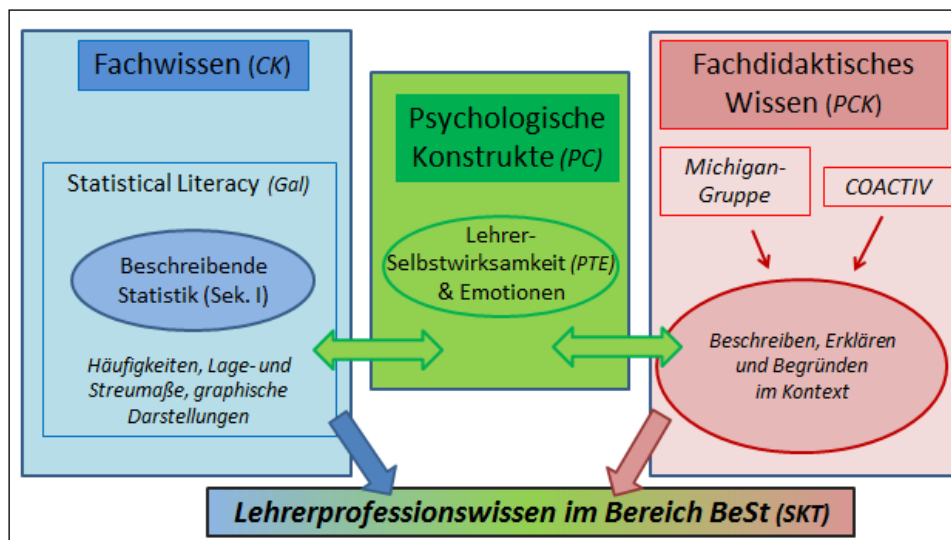 Fachwissen (CK)
Statistical Literacy (Gal)
Beschreibende
Statistik (Sek. I)
Häufigkeiten, Lage- und
Streumaße, graphische
Darstellungen
Psychologische
Konstrukte (PC)
Lehrer-
Selbstwirksamkeit (PTE)
& Emotionen
Fachdidaktisches
Wissen (PCK)
Michigan-
Gruppe
COACTIV
Beschreiben, Erklären
und Begründen
im Kontext
Lehrerprofessionswissen im Bereich BeSt (SKT)